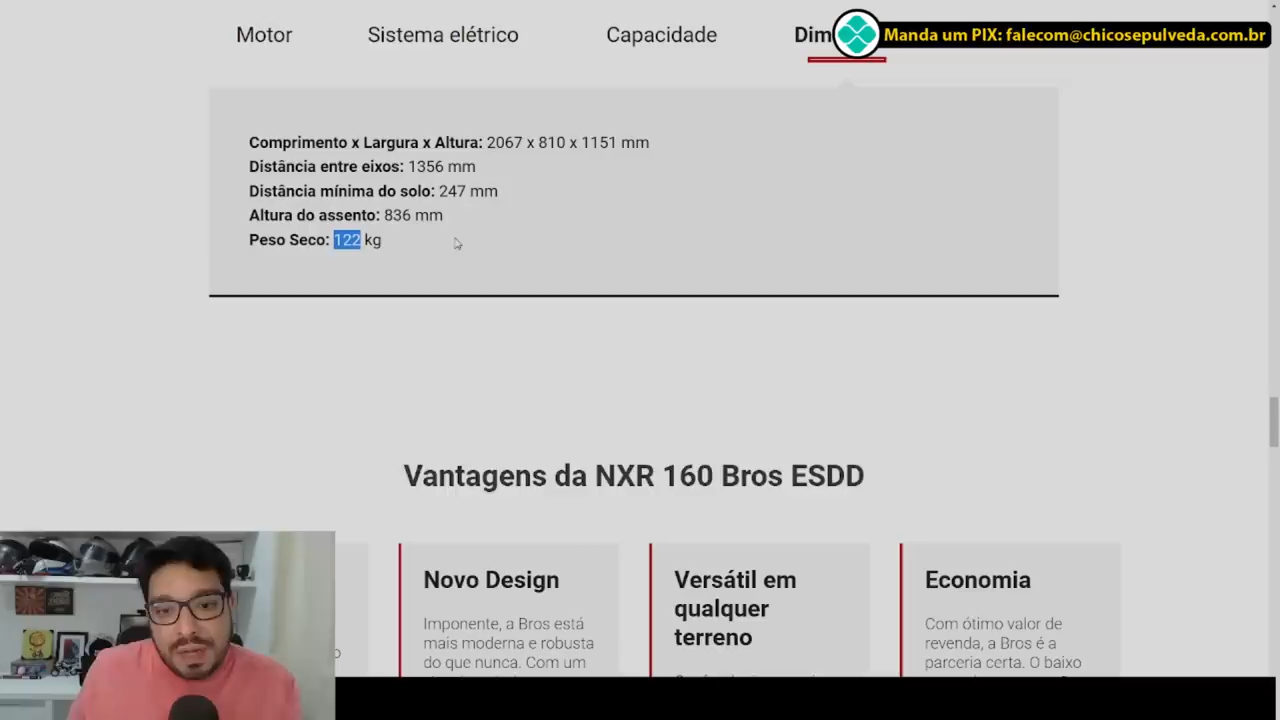 Motor Sistema elétrico Capacidade Dim
Manda um PIX: falecom@chicosepulveda.com.br
Comprimento x Largura x Altura: 2067 x 810 x 1151 mm
Distância entre eixos: 1356 mm
Distância mínima do solo: 247 mm
Altura do assento: 836 mm
Peso Seco: 122 kg
Vantagens da NXR 160 Bros ESDD
Novo Design
Imponente, a Bros está
mais moderna e robusta
do que nunca. Com um
Versátil em
qualquer
terreno
Economia
Com ótimo valor de
revenda, a Bros é a
parceria certa. O baixo